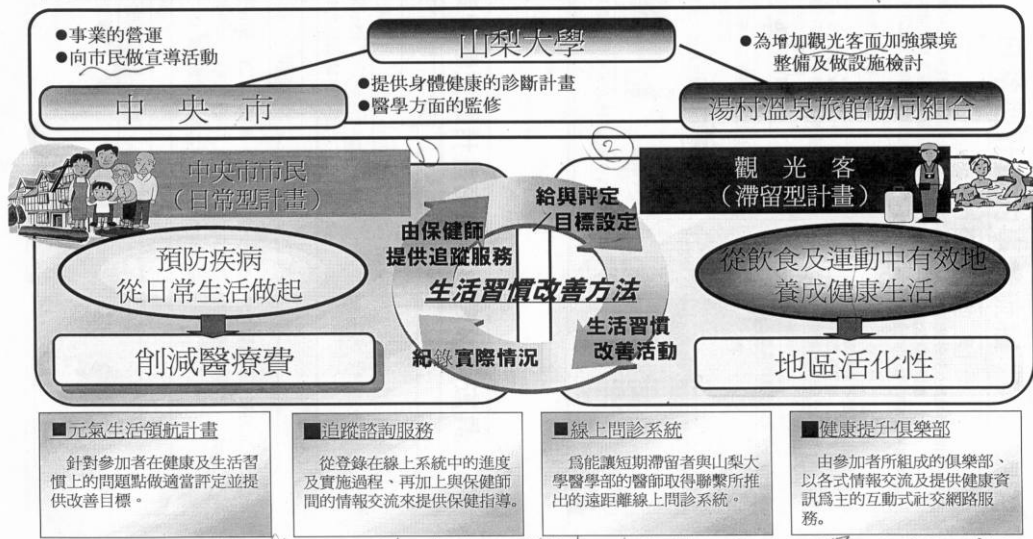 ●事業的營運
●向市民做宣導活動
山梨大學
●為增加觀光客而加強環境
整備及做設施檢討
●提供身體健康的診斷計畫
●醫學方面的監修
中央市
湯村溫泉旅館協同組合
①
②
中央市市民
(日常型計畫)
觀光客
(滯留型計畫)
給與評定
/目標設定
由保健師
提供追蹤服務
預防疾病
從日常生活做起
生活習慣改善方法
從飲食及運動中有效地
養成健康生活
生活習慣
改善活動
紀錄實際情況
削減醫療費
地區活化性
■元氣生活領航計畫
針對參加者在健康及生活習
慣上的問題點做適當評定並提
供改善目標。
■追蹤諮詢服務
從登錄在線上系統中的進度
及實施過程、再加上與保健師
間的情報交流來提供保健指導。
■線上問診系統
爲能讓短期滯留者與山梨大
學醫學部的醫師取得聯繫所推
出的遠距離線上問診系統。
■健康提升俱樂部
由參加者所組成的俱樂部、
以各式情報交流及提供健康資
訊爲主的互動式社交網路服
務。